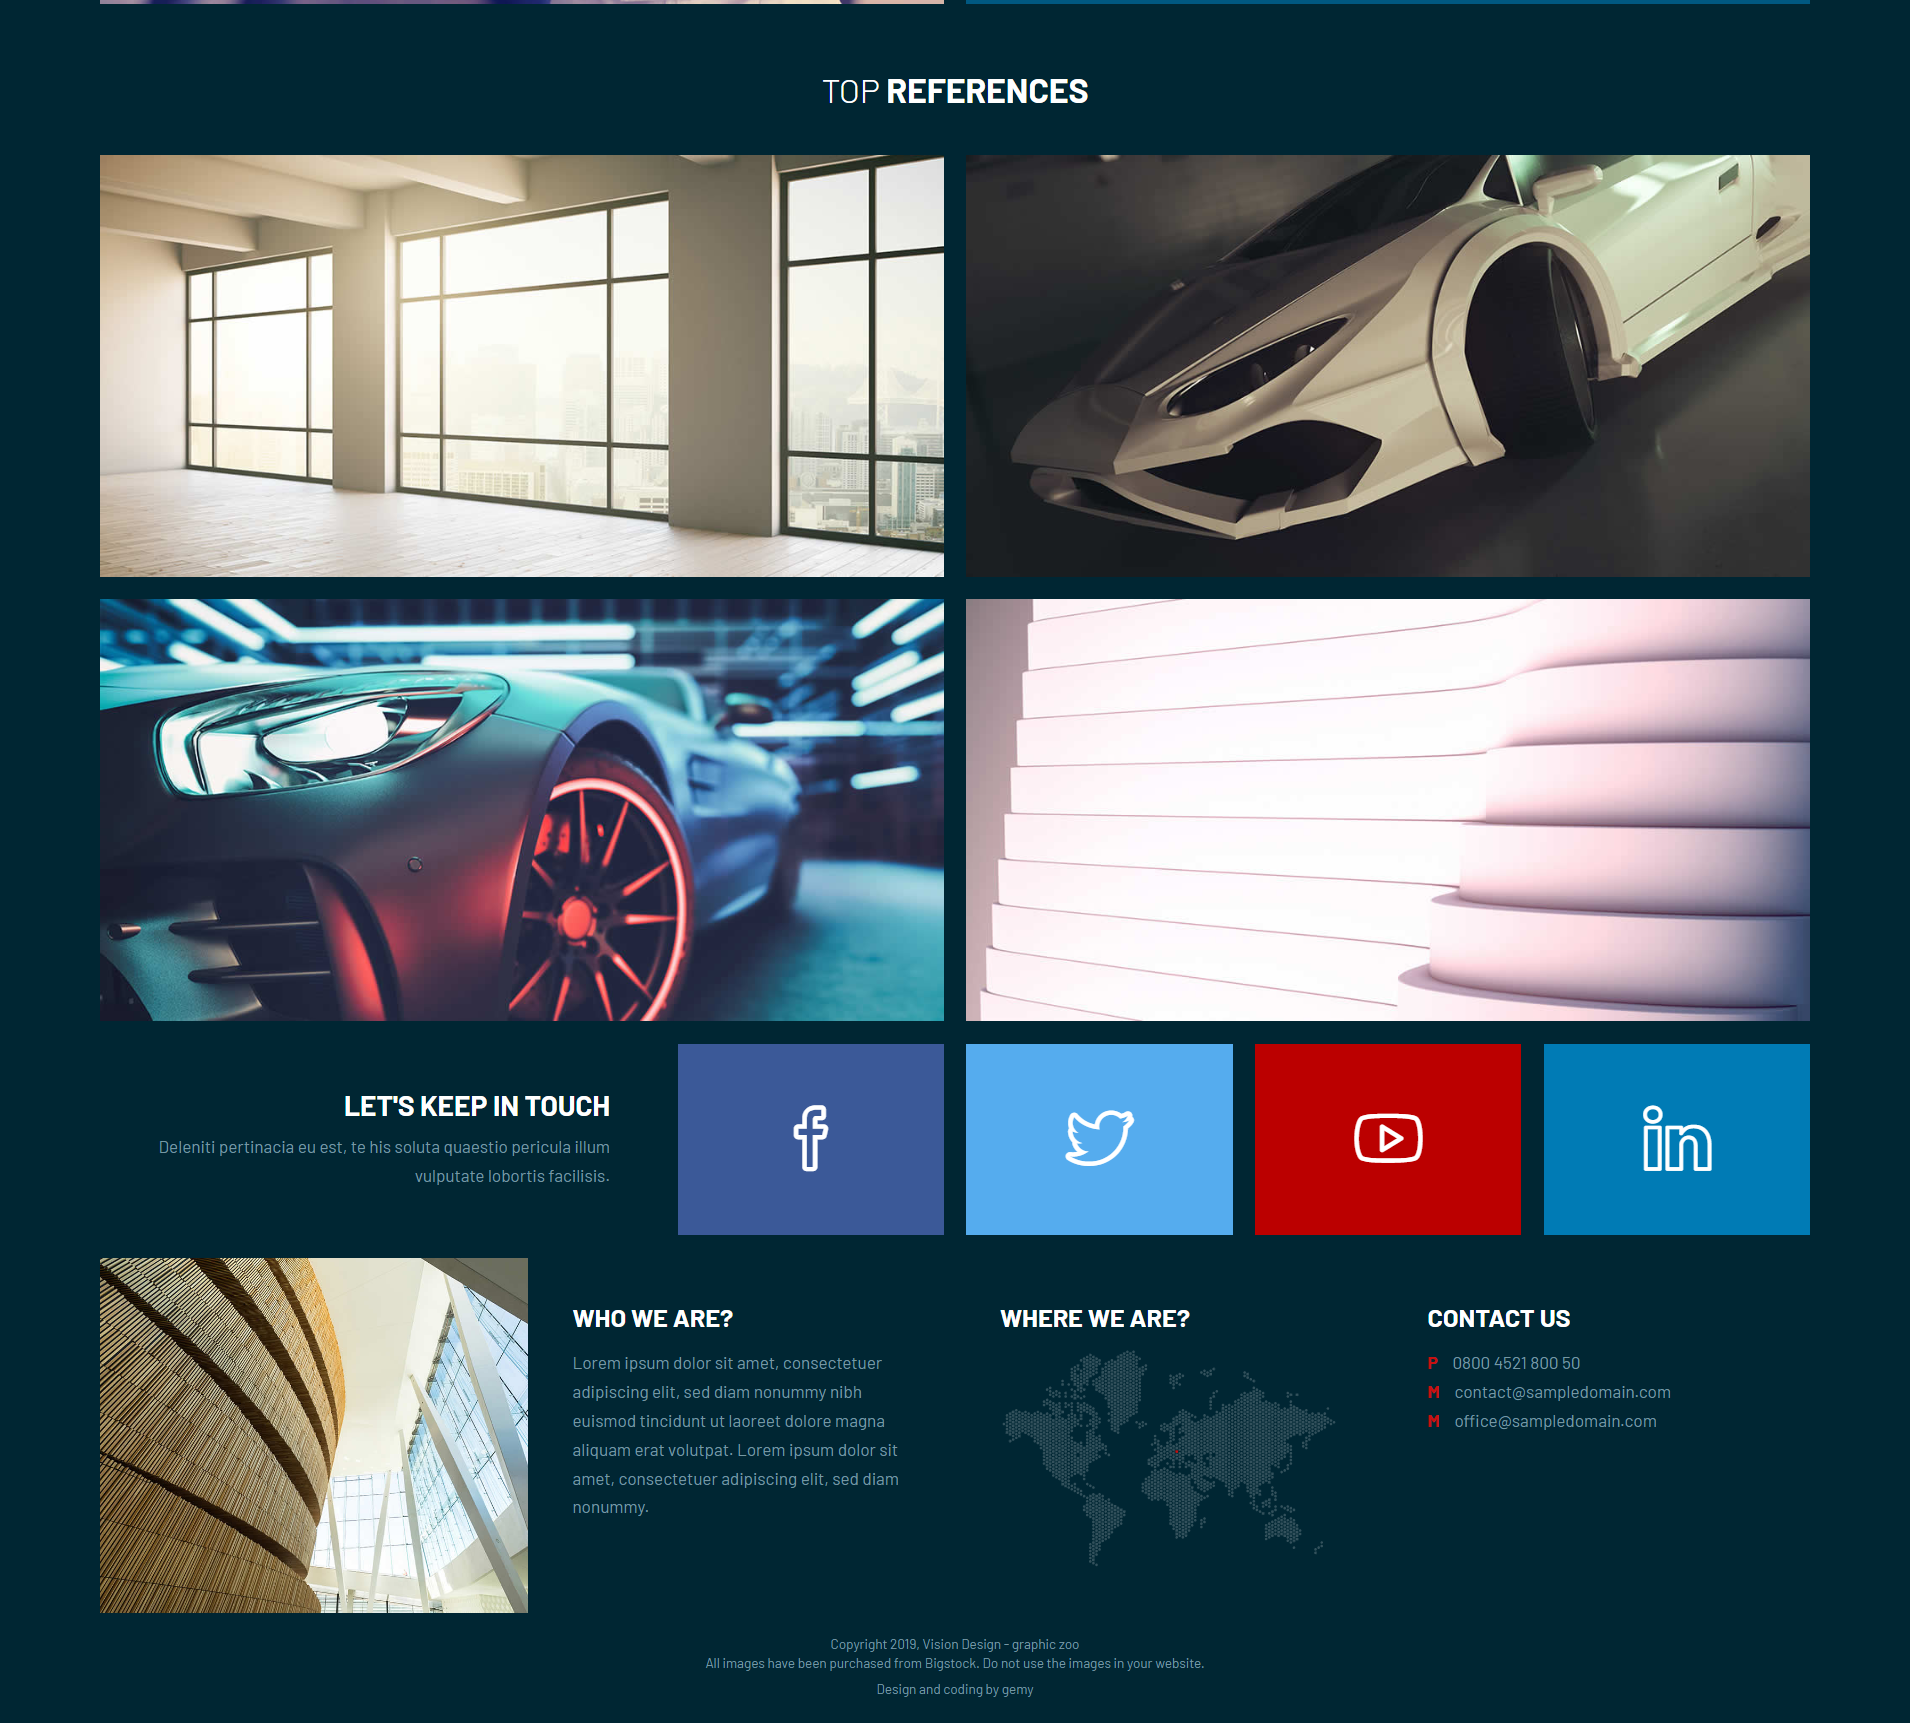 TOP REFERENCES
LET'S KEEP IN TOUCH
Deleniti pertinacia eu est, te his soluta quaestio pericula illum
vulputate lobortis facilisis.
WHO WE ARE?
Lorem ipsum dolor sit amet, consectetuer
adipiscing elit, sed diam nonummy nibh
euismod tincidunt ut laoreet dolore magna
aliquam erat volutpat. Lorem ipsum dolor sit
amet, consectetuer adipiscing elit, sed diam
nonummy.
WHERE WE ARE?
CONTACT US
P 0800 4521 800 50
M contact@sampledomain.com
M office@sampledomain.com
Copyright 2019, Vision Design - graphic zoo
All images have been purchased from Bigstock. Do not use the images in your website.
Design and coding by gemy